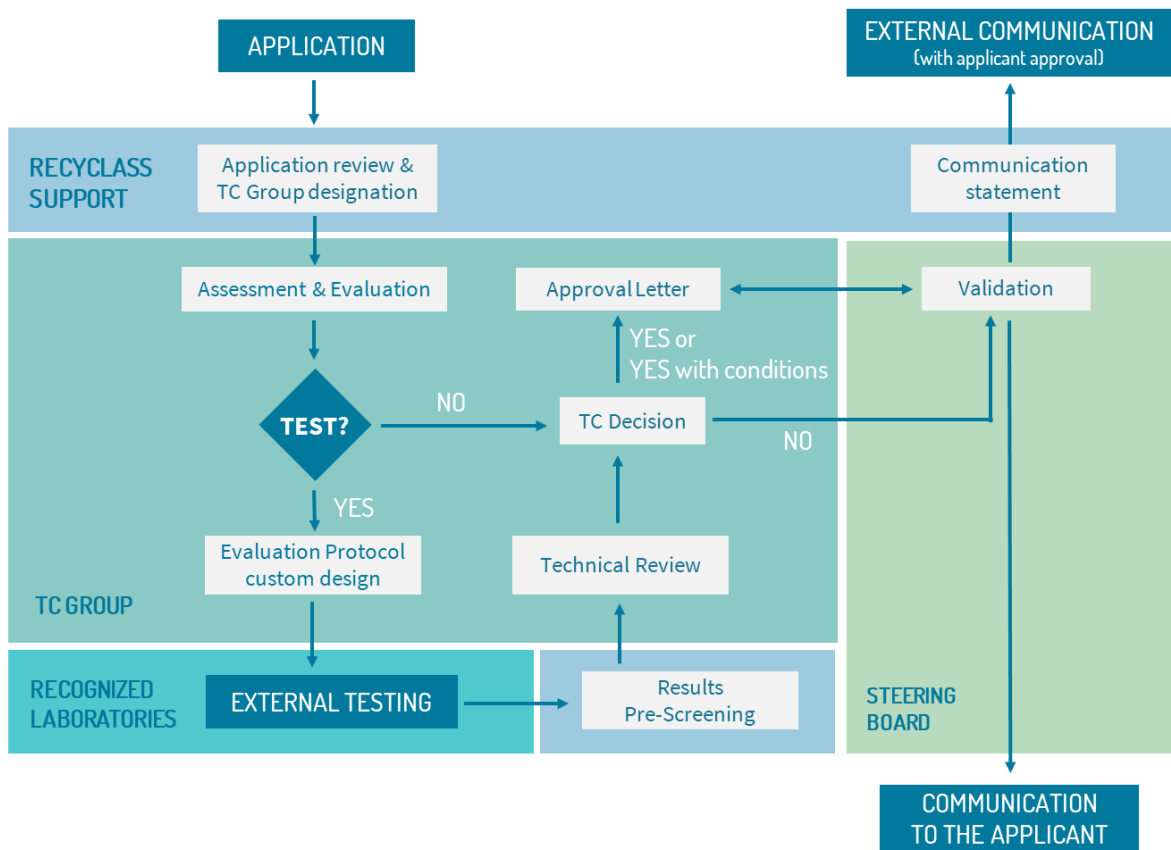 APPLICATION
EXTERNAL COMMUNICATION
(with applicant approval)
RECYCLASS
SUPPORT
Application review &
TC Group designation
Communication
statement
Assessment & Evaluation
Approval Letter
Validation
YES or
YES with conditions
TEST?
NO
TC Decision
NO
YES
Evaluation Protocol
custom design
Technical Review
TC GROUP
RECOGNIZED
LABORATORIES
EXTERNAL TESTING
Results
Pre-Screening
STEERING
BOARD
COMMUNICATION
TO THE APPLICANT